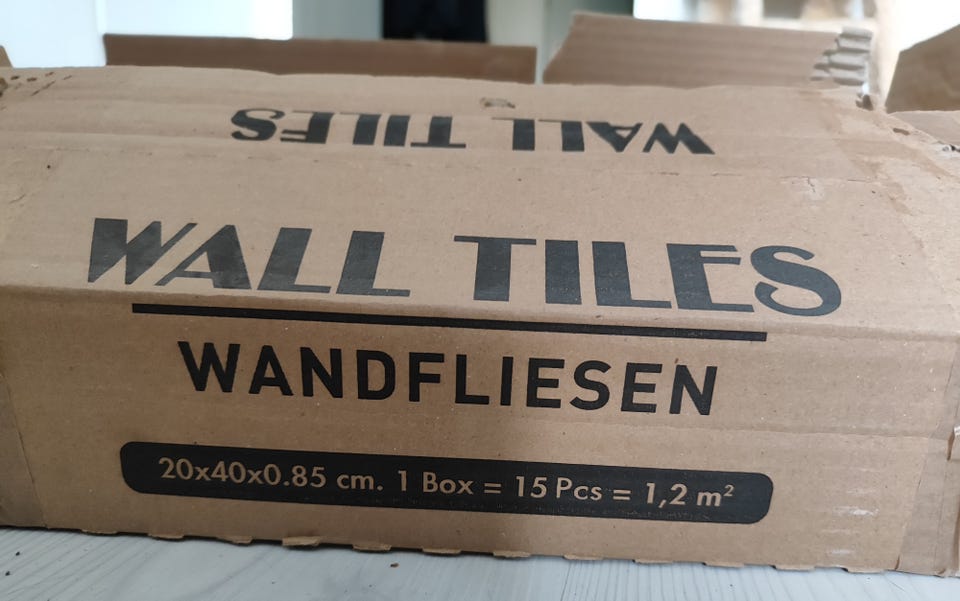 WALL TILES
WALL TILES
WANDFLIESEN
20x40x0.85 cm. 1 Box = 15 Pcs = 1,2 m²